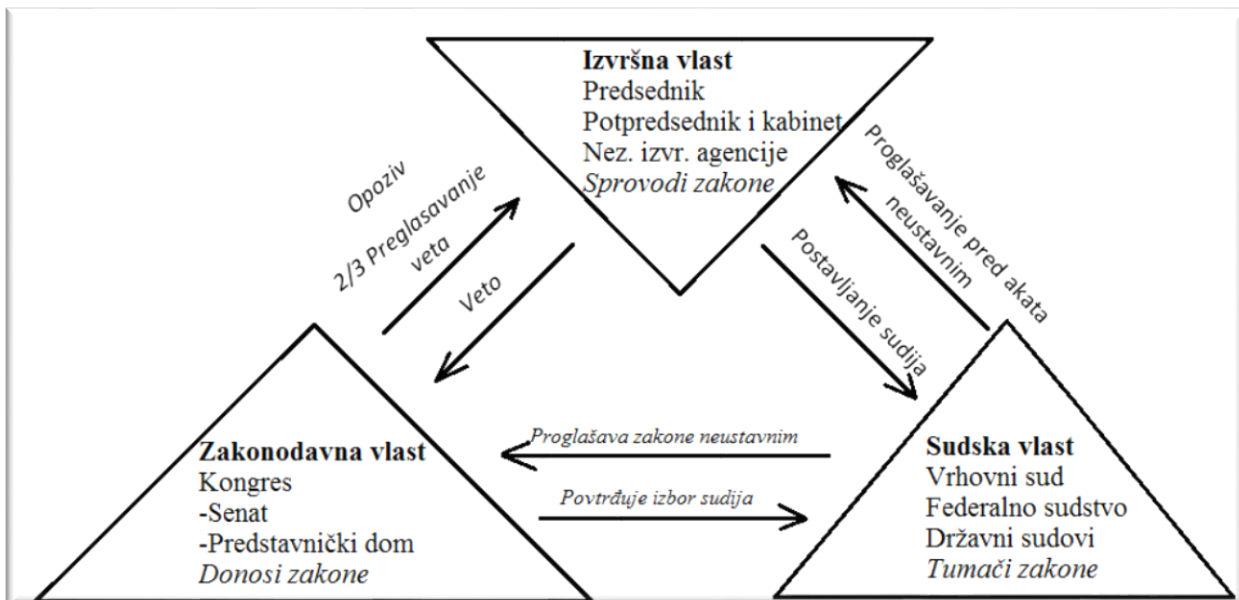 Izvršna vlast
Predsednik
Potpredsednik i kabinet
Nez. izvr. agencije
Sprovodi zakone
Opoziv
2/3 Preglasavanje
veta
Veto
Proglašavanje pred akata
neustavnim
Postavljanje sudija
Proglašava zakone neustavnim
Povtrđuje izbor sudija
Zakonodavna vlast
Kongres
-Senat
-Predstavnički dom
Donosi zakone
Sudska vlast
Vrhovni sud
Federalno sudstvo
Državni sudovi
Tumači zakone